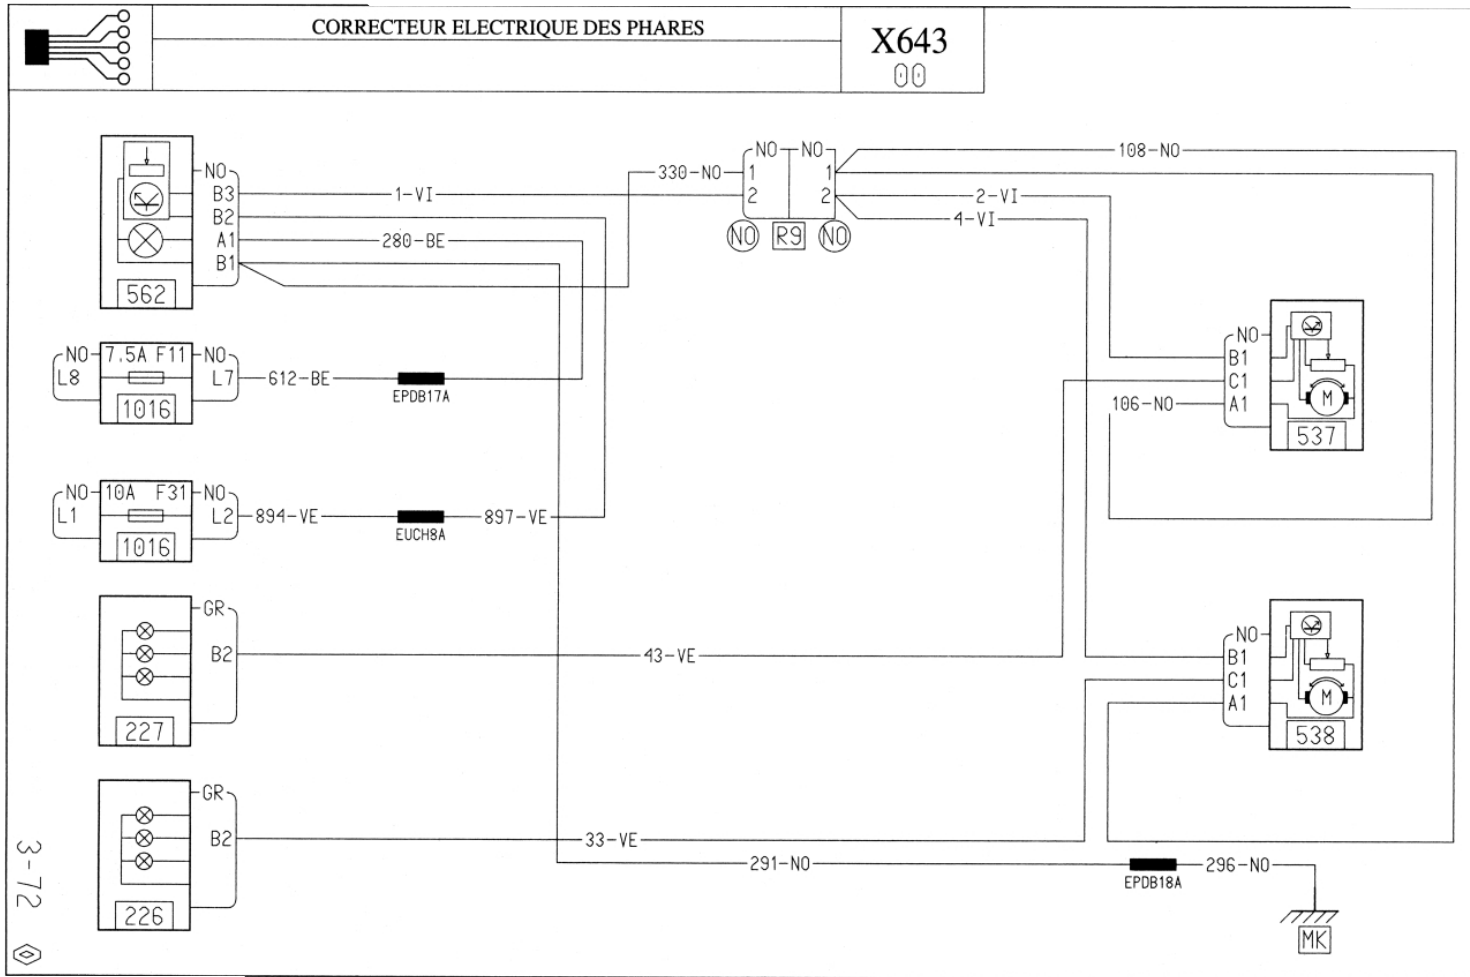 CORRECTEUR ELECTRIQUE DES PHARES
X643
00
NO
B3
B2
A1
B1
562
1-VI
280-BE
330-NO
NO NO
1 1
2 2
NO R9 NO
108-NO
2-VI
4-VI
NO 7.5A F11 NO
L8 L7
1016
612-BE
EPDB17A
NO
B1
C1
A1
106-NO
M
537
NO 10A F31 NO
L1 L2
1016
894-VE
EUCH8A
897-VE
GR
B2
227
43-VE
NO
B1
C1
A1
M
538
GR
B2
226
33-VE
291-NO
EPDB18A
296-NO
MK
3-72